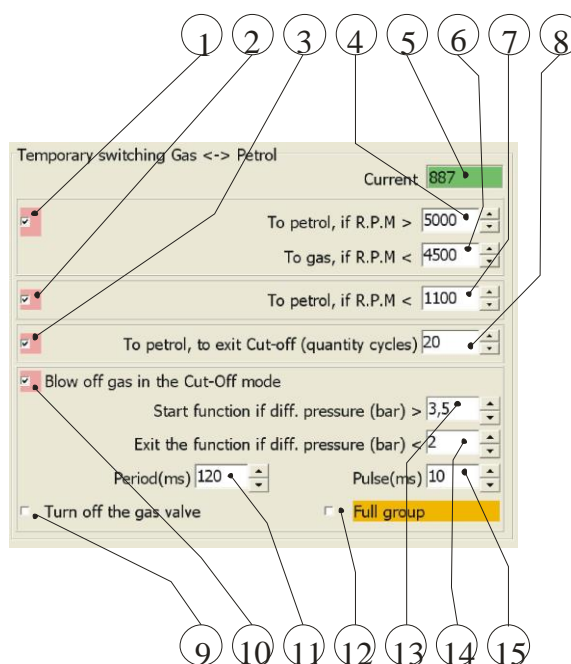 1 2 3 4 5 6 7 8
Temporary switching Gas <-> Petrol
Current 887
To petrol, if R.P.M > 5000
To gas, if R.P.M < 4500
To petrol, if R.P.M < 1100
To petrol, to exit Cut-off (quantity cycles) 20
Blow off gas in the Cut-Off mode
Start function if diff. pressure (bar) > 3,5
Exit the function if diff. pressure (bar) < 2
Period(ms) 120 Pulse(ms) 10
Turn off the gas valve Full group
9 10 11 12 13 14 15